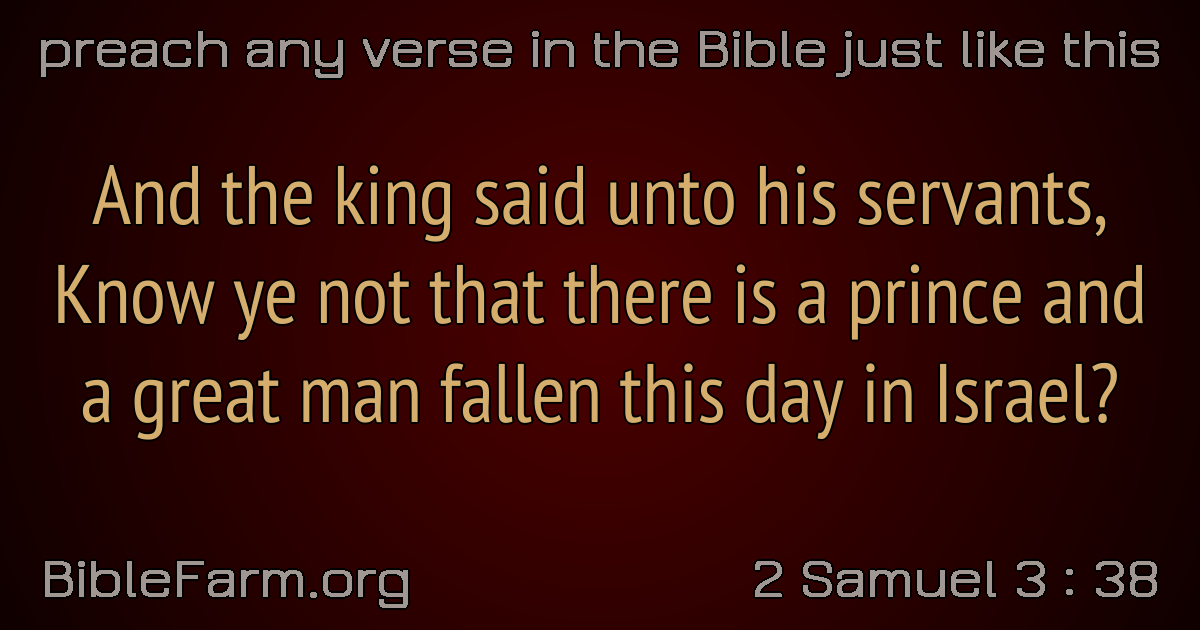 preach any verse in the Bible just like this
And the king said unto his servants,
Know ye not that there is a prince and
a great man fallen this day in Israel?
BibleFarm.org
2 Samuel 3 : 38